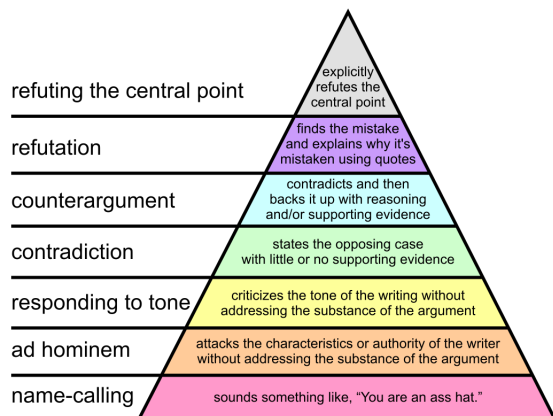 explicitly
refutes the
central point
refuting the central point
finds the mistake
and explains why it's
mistaken using quotes
refutation
contradicts and then
backs it up with reasoning
and/or supporting evidence
counterargument
states the opposing case
with little or no supporting evidence
contradiction
criticizes the tone of the writing without
addressing the substance of the argument
responding to tone
attacks the characteristics or authority of the writer
without addressing the substance of the argument
ad hominem
name-calling
sounds something like, “You are an ass hat.”